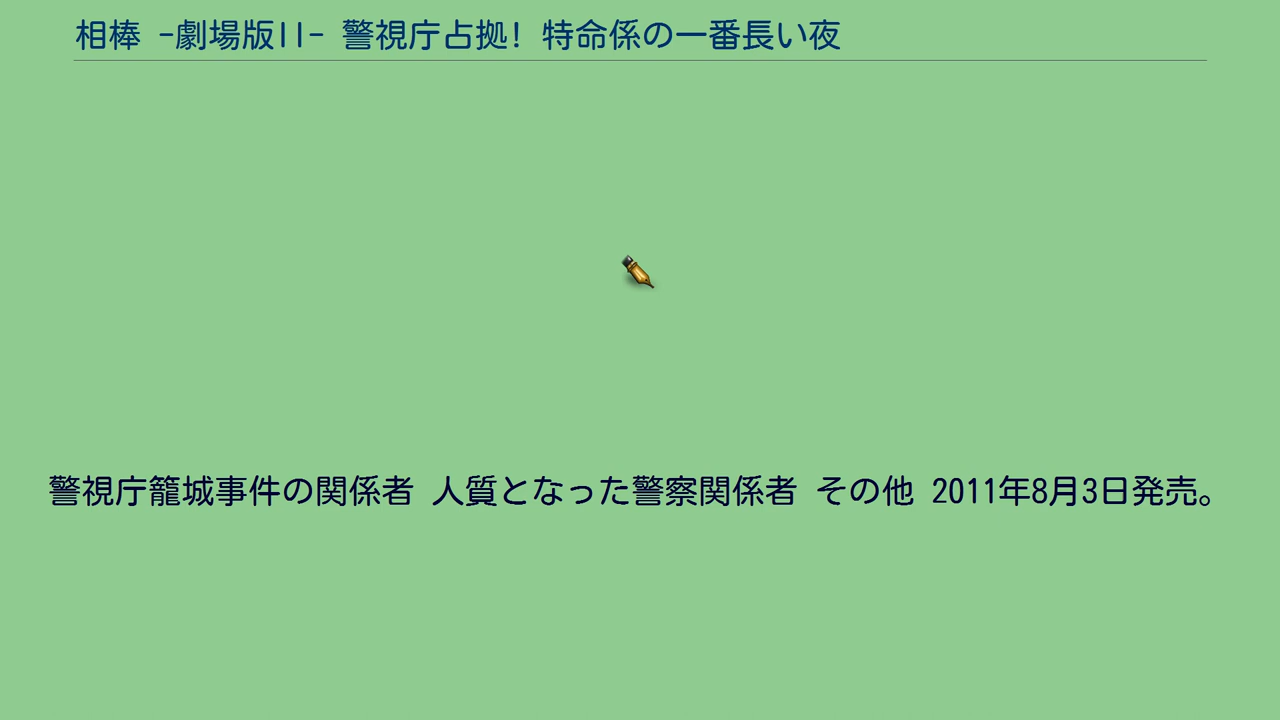 相棒 -劇場版II- 警視庁占拠! 特命係の一番長い夜
警視庁籠城事件の関係者 人質となった警察関係者 その他 2011年8月3日発売。